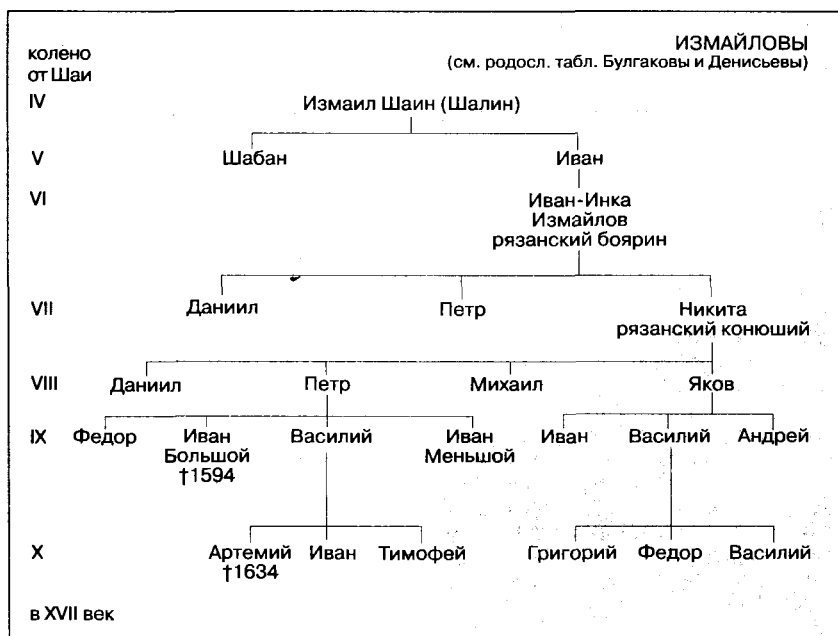 ИЗМАЙЛОВЫ
(см. родосл. табл. Булгаковы и Денисьевы)
колено
от Шаи
IV Измаил Шаин (Шалин)
V Шабан Иван
VI Иван-Инка
Измайлов
рязанский боярин
VII Даниил Петр Никита
рязанский конюший
VIII Даниил Петр Михаил Яков
IX Федор Иван Василий Иван Иван Василий Андрей
Большой Меньшой
†1594
X Артемий Иван Тимофей Григорий Федор Василий
†1634
в XVII век